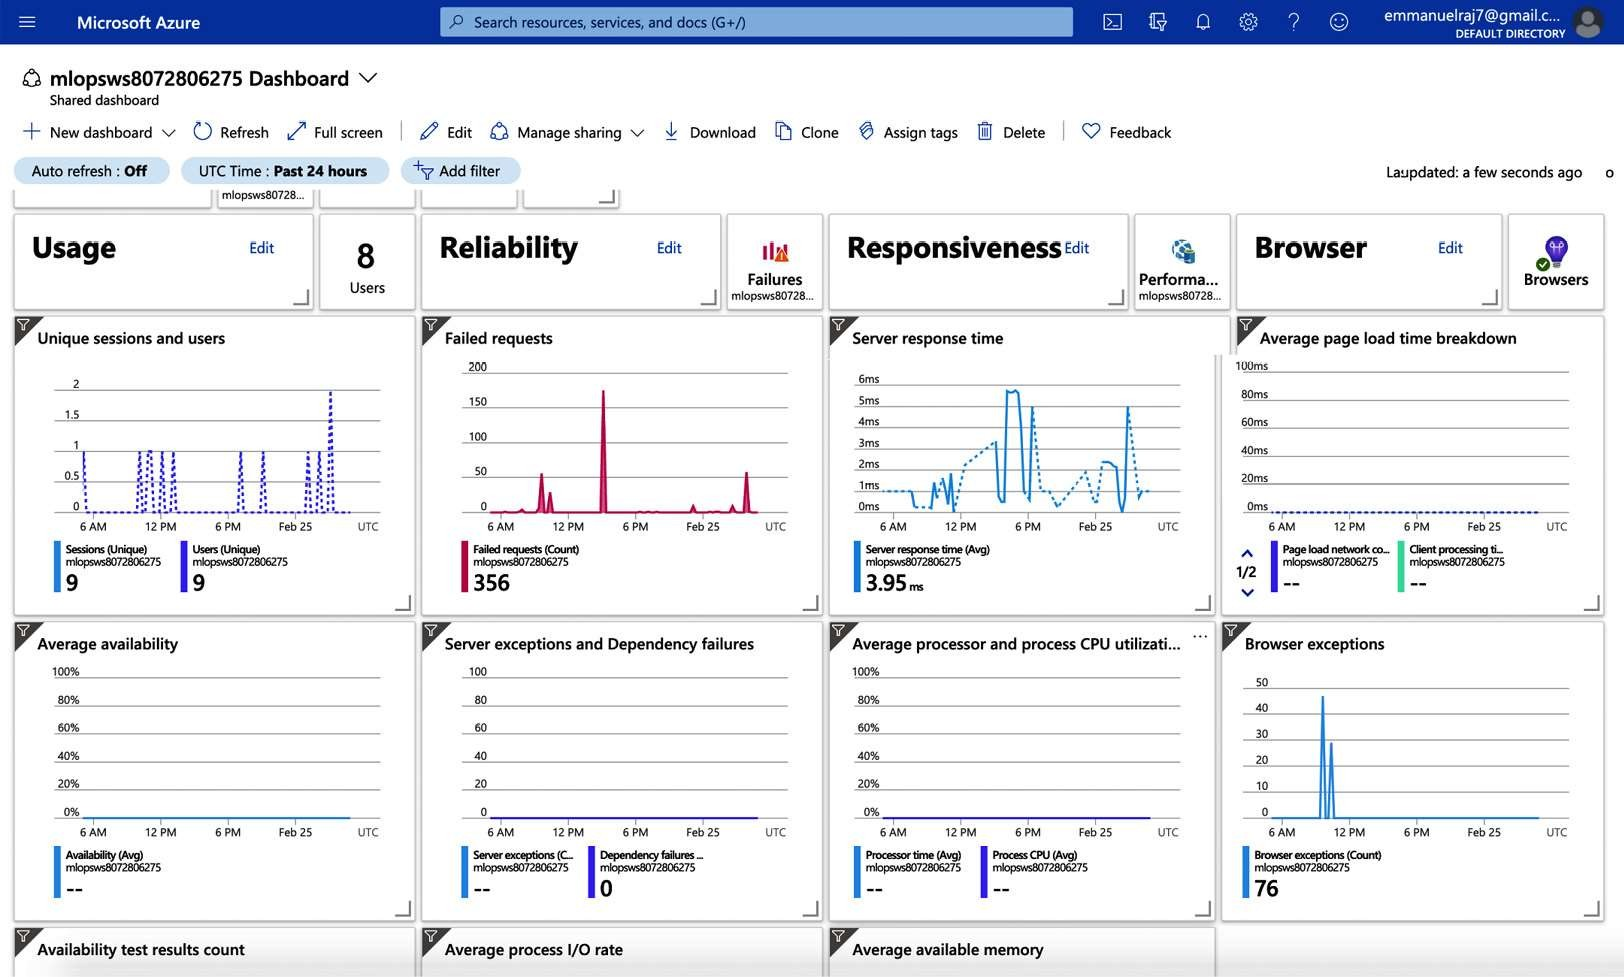 Microsoft Azure
Search resources, services, and docs (G+/)
emmanuelraj7@gmail.c...
DEFAULT DIRECTORY
mlopsws8072806275 Dashboard
Shared dashboard
New dashboard
Refresh
Full screen
Edit
Manage sharing
Download
Clone
Assign tags
Delete
Feedback
Auto refresh : Off
UTC Time : Past 24 hours
Add filter
La:updated: a few seconds ago
mlopsws80728...
Usage
Edit
8
Users
Reliability
Edit
Failures
mlopsws80728...
Responsiveness
Edit
Performa...
mlopsws80728...
Browser
Edit
Browsers
Unique sessions and users
2
1.5
1
0.5
0
6 AM 12 PM 6 PM Feb 25 UTC
Sessions (Unique)
mlopsws8072806275
9
Users (Unique)
mlopsws8072806275
9
Failed requests
200
150
100
50
0
6 AM 12 PM 6 PM Feb 25 UTC
Failed requests (Count)
mlopsws8072806275
356
Server response time
6ms
5ms
4ms
3ms
2ms
1ms
0ms
6 AM 12 PM 6 PM Feb 25 UTC
Server response time (Avg)
mlopsws8072806275
3.95 ms
Average page load time breakdown
100ms
80ms
60ms
40ms
20ms
0ms
6 AM 12 PM 6 PM Feb 25 UTC
1/2
Page load network co...
mlopsws8072806275
--
Client processing ti...
mlopsws8072806275
--
Average availability
100%
80%
60%
40%
20%
0%
6 AM 12 PM 6 PM Feb 25 UTC
Availability (Avg)
mlopsws8072806275
--
Server exceptions and Dependency failures
100
80
60
40
20
0
6 AM 12 PM 6 PM Feb 25 UTC
Server exceptions (C...
mlopsws8072806275
--
Dependency failures ...
mlopsws8072806275
0
Average processor and process CPU utilizati...
...
100%
80%
60%
40%
20%
0%
6 AM 12 PM 6 PM Feb 25 UTC
Processor time (Avg)
mlopsws8072806275
--
Process CPU (Avg)
mlopsws8072806275
--
Browser exceptions
50
40
30
20
10
0
6 AM 12 PM 6 PM Feb 25 UTC
Browser exceptions (Count)
mlopsws8072806275
76
Availability test results count
Average process I/O rate
Average available memory